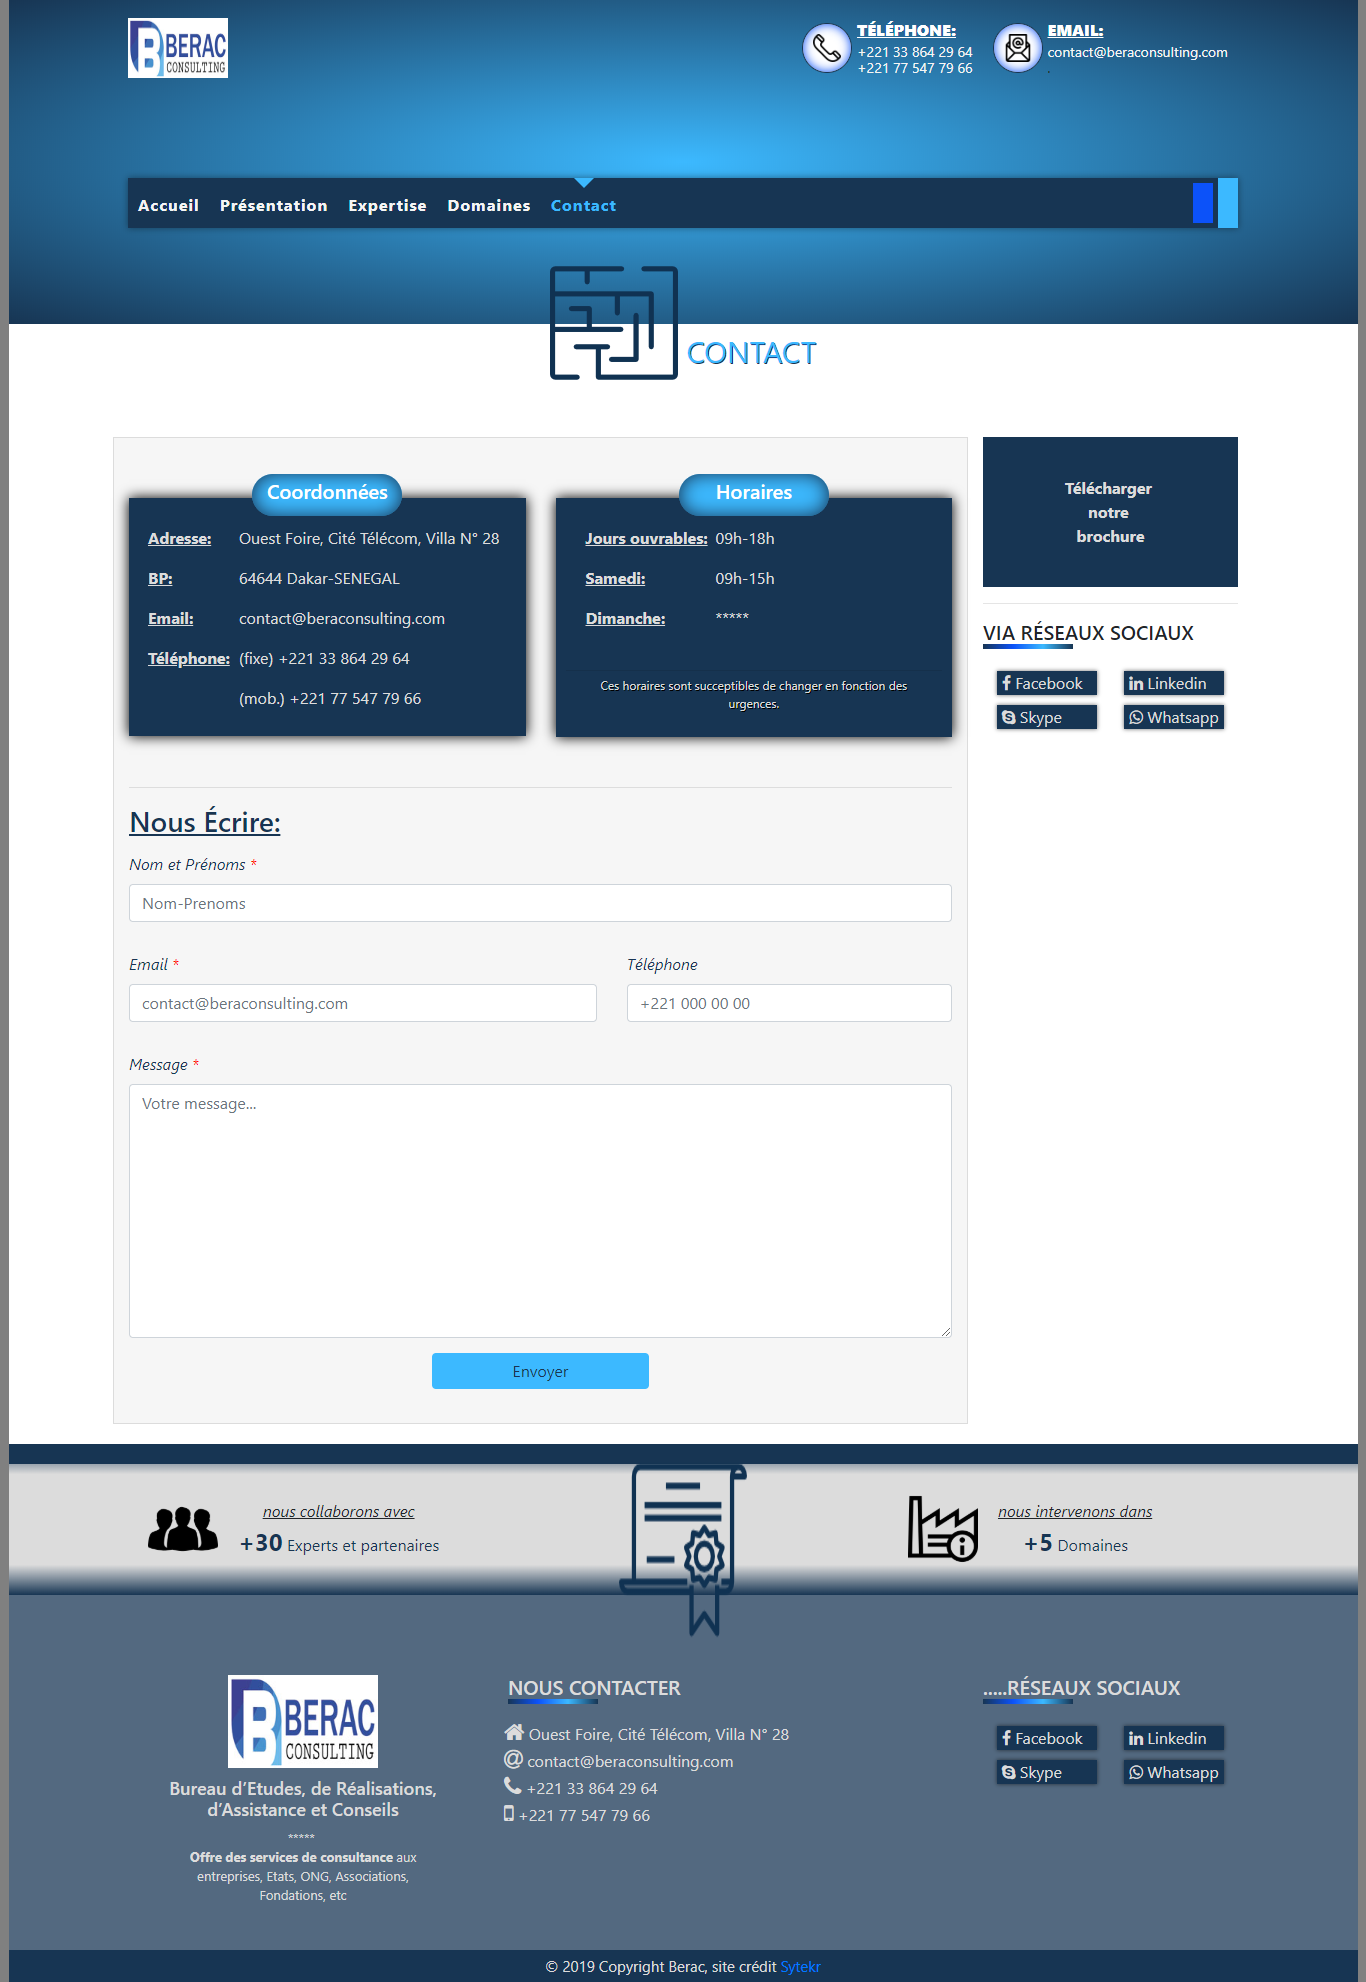 BERAC
CONSULTING
TÉLÉPHONE:
+221 33 864 29 64
+221 77 547 79 66
EMAIL:
contact@beraconsulting.com
.
Accueil Présentation Expertise Domaines Contact
CONTACT
Coordonnées
Adresse: Ouest Foire, Cité Télécom, Villa N° 28
BP: 64644 Dakar-SENEGAL
Email: contact@beraconsulting.com
Téléphone: (fixe) +221 33 864 29 64
(mob.) +221 77 547 79 66
Horaires
Jours ouvrables: 09h-18h
Samedi: 09h-15h
Dimanche: *****
Ces horaires sont succeptibles de changer en fonction des
urgences.
Télécharger
notre
brochure
VIA RÉSEAUX SOCIAUX
Facebook Linkedin
Skype Whatsapp
Nous Écrire:
Nom et Prénoms *
Nom-Prenoms
Email * Téléphone
contact@beraconsulting.com +221 000 00 00
Message *
Votre message...
Envoyer
nous collaborons avec
+30 Experts et partenaires
nous intervenons dans
+5 Domaines
BERAC
CONSULTING
Bureau d’Etudes, de Réalisations,
d’Assistance et Conseils
*****
Offre des services de consultance aux
entreprises, Etats, ONG, Associations,
Fondations, etc
NOUS CONTACTER
Ouest Foire, Cité Télécom, Villa N° 28
contact@beraconsulting.com
+221 33 864 29 64
+221 77 547 79 66
.....RÉSEAUX SOCIAUX
Facebook Linkedin
Skype Whatsapp
© 2019 Copyright Berac, site crédit Sytekr